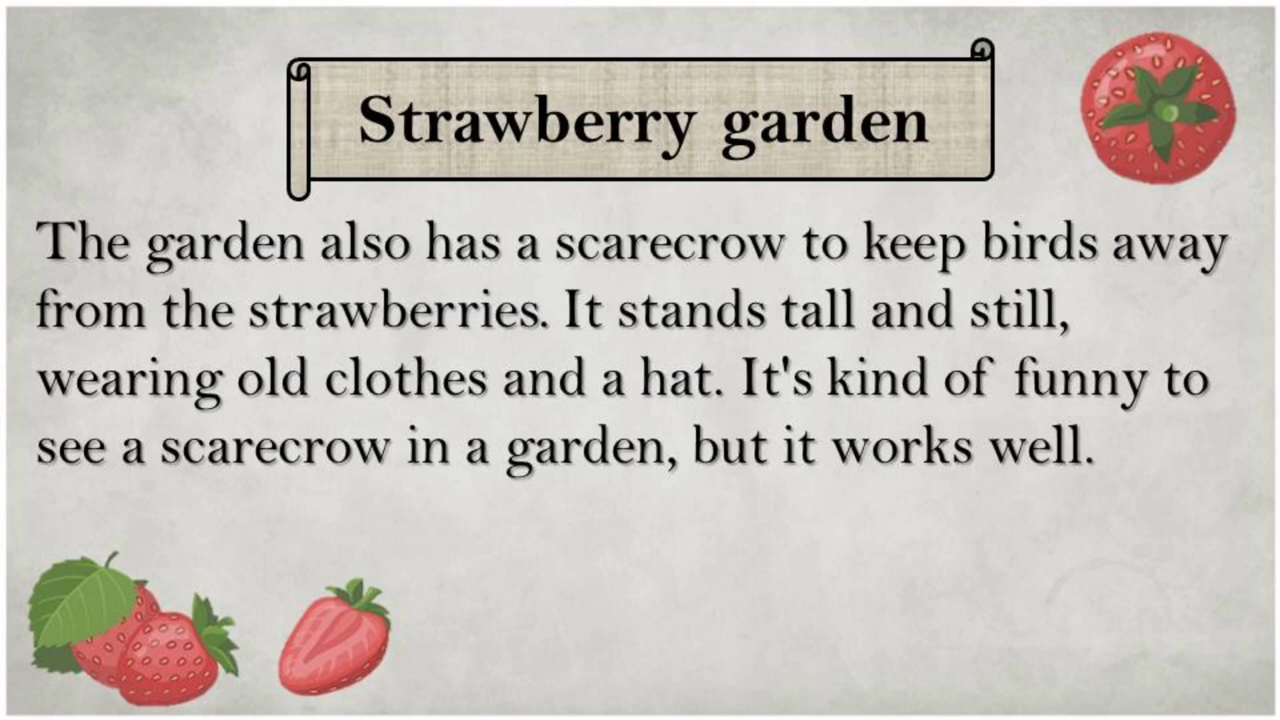 Strawberry garden
The garden also has a scarecrow to keep birds away
from the strawberries. It stands tall and still,
wearing old clothes and a hat. It's kind of funny to
see a scarecrow in a garden, but it works well.